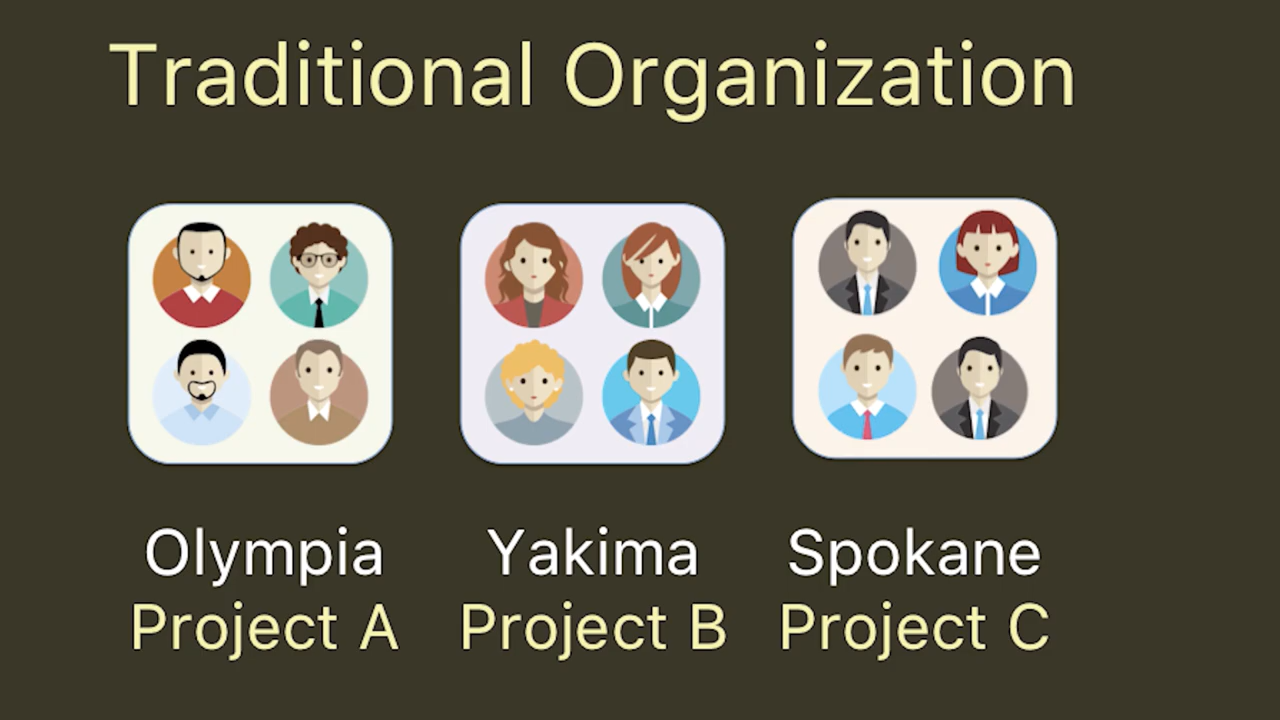 Traditional Organization
Olympia Yakima Spokane
Project A Project B Project C